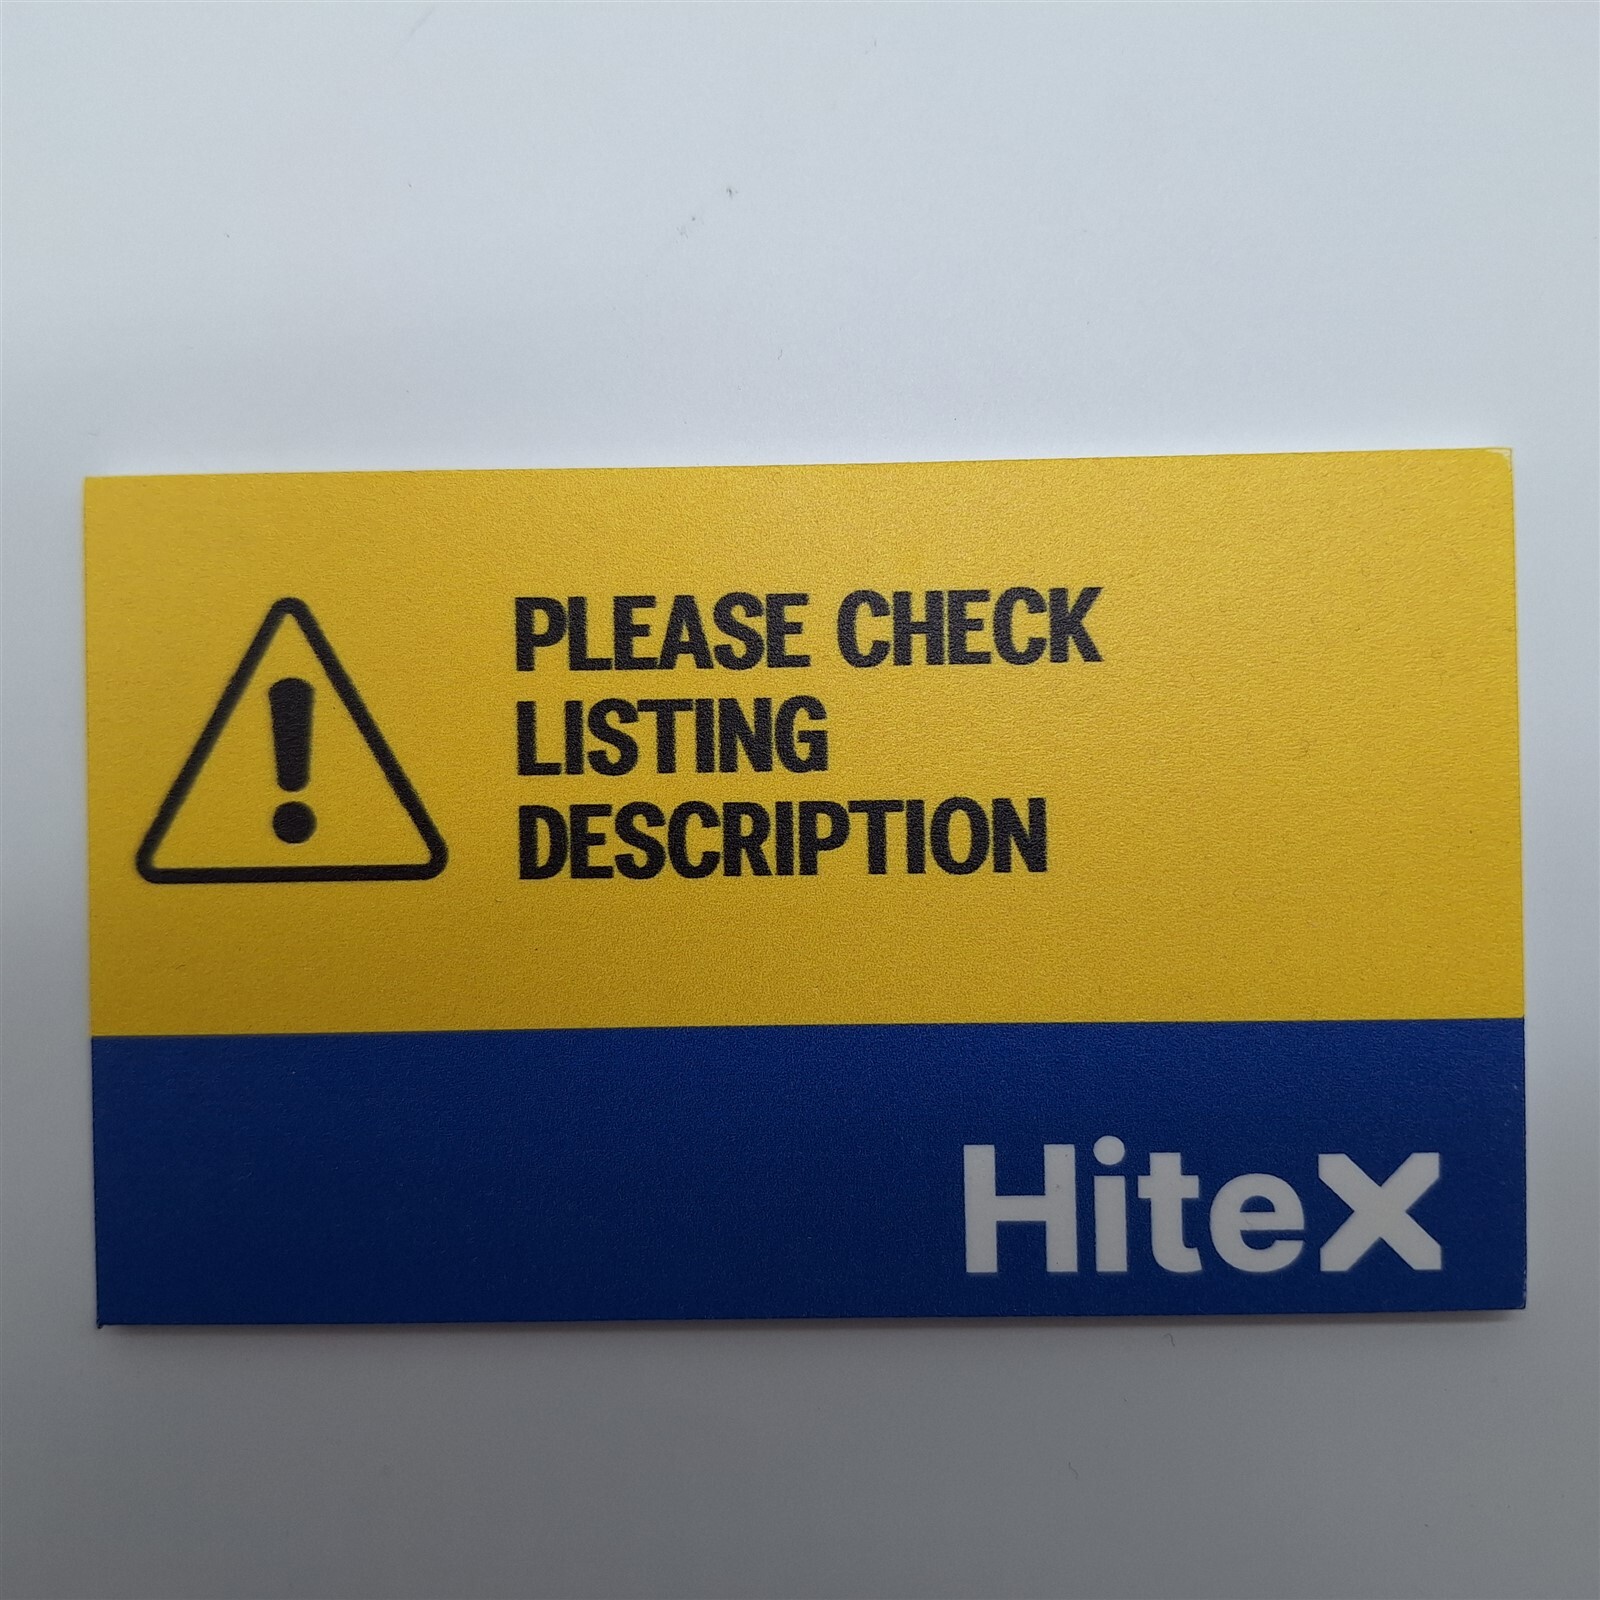 PLEASE CHECK
LISTING
DESCRIPTION
HiteX